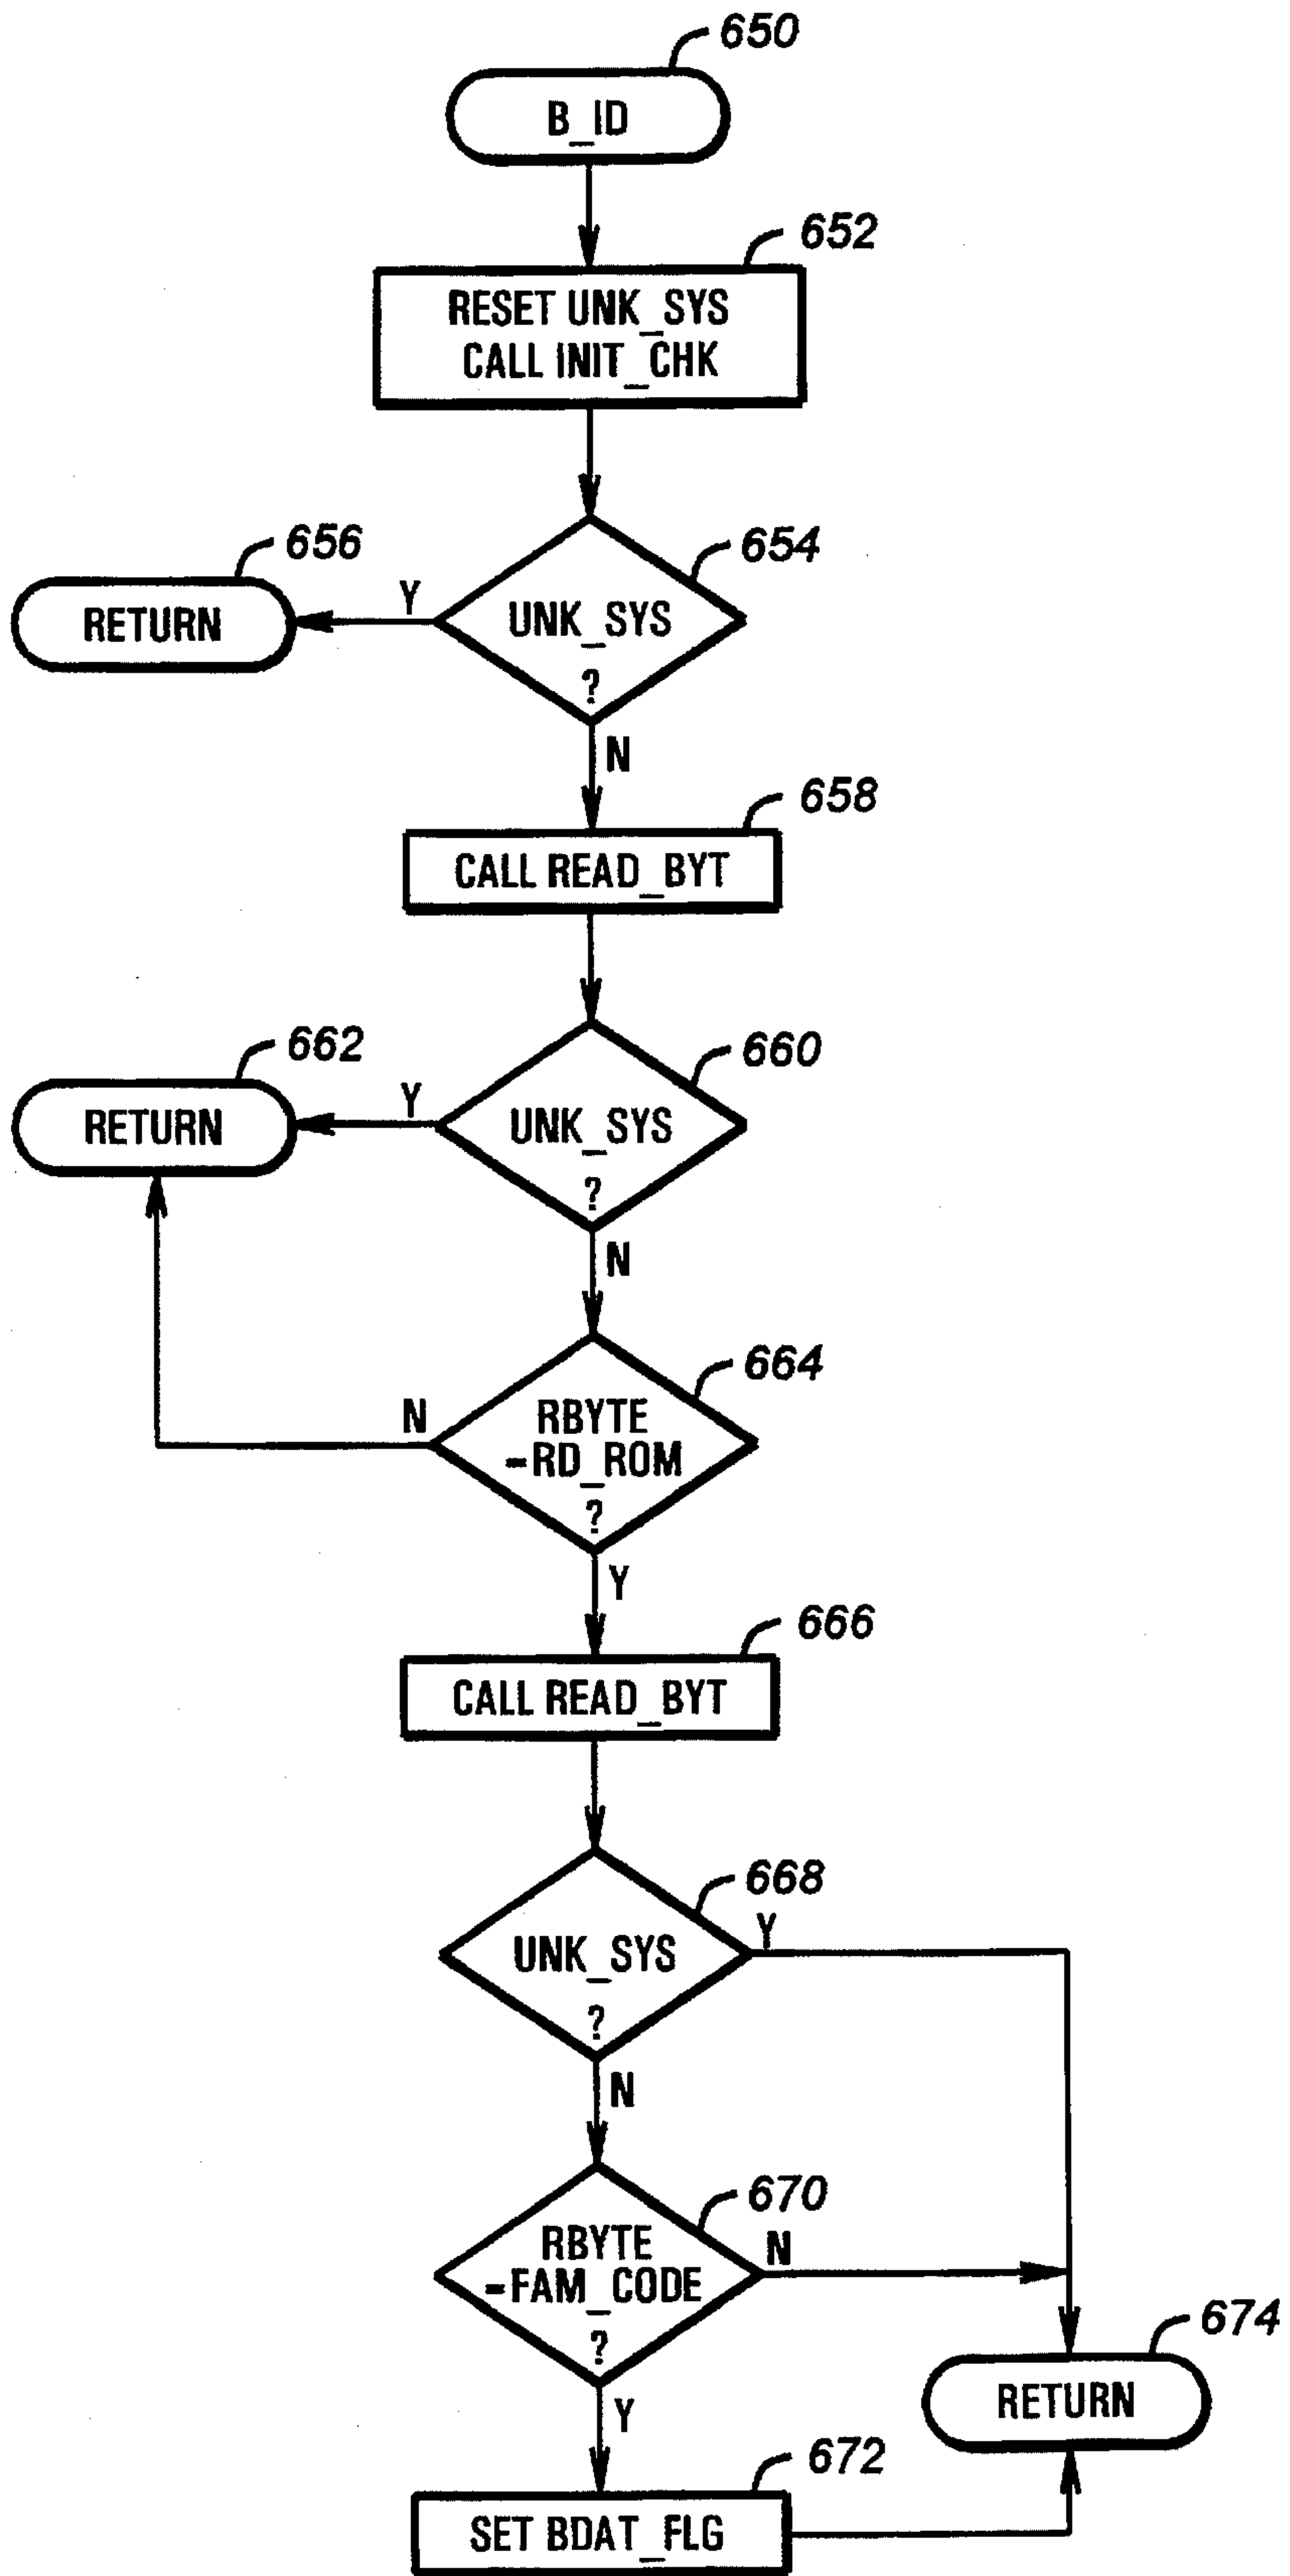 650
B_ID
652
RESET UNK_SYS
CALL INIT_CHK
656
654
RETURN
Y
UNK_SYS
?
N
658
CALL READ_BYT
662
660
RETURN
Y
UNK_SYS
?
N
664
N
RBYTE
=RD_ROM
?
Y
666
CALL READ_BYT
668
UNK_SYS
Y
?
N
670
RBYTE
N
=FAM_CODE
?
674
RETURN
Y
672
SET BDAT_FLG